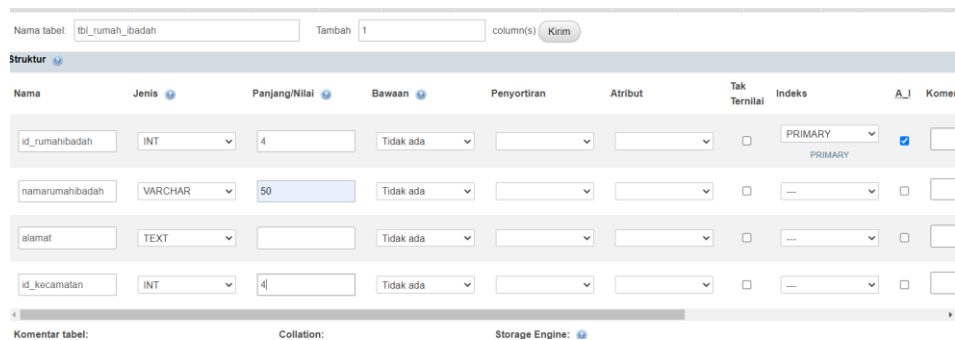 Nama tabel: tbl_rumah_ibadah Tambah 1 column(s) Kirim
Struktur
Nama Jenis Panjang/Nilai Bawaan Penyortiran Atribut Tak Ternilai Indeks A_I Komen
id_rumahibadah INT 4 Tidak ada PRIMARY
PRIMARY
namarumahibadah VARCHAR 50 Tidak ada ---
alamat TEXT Tidak ada ---
id_kecamatan INT 4 Tidak ada ---
Komentar tabel: Collation: Storage Engine: